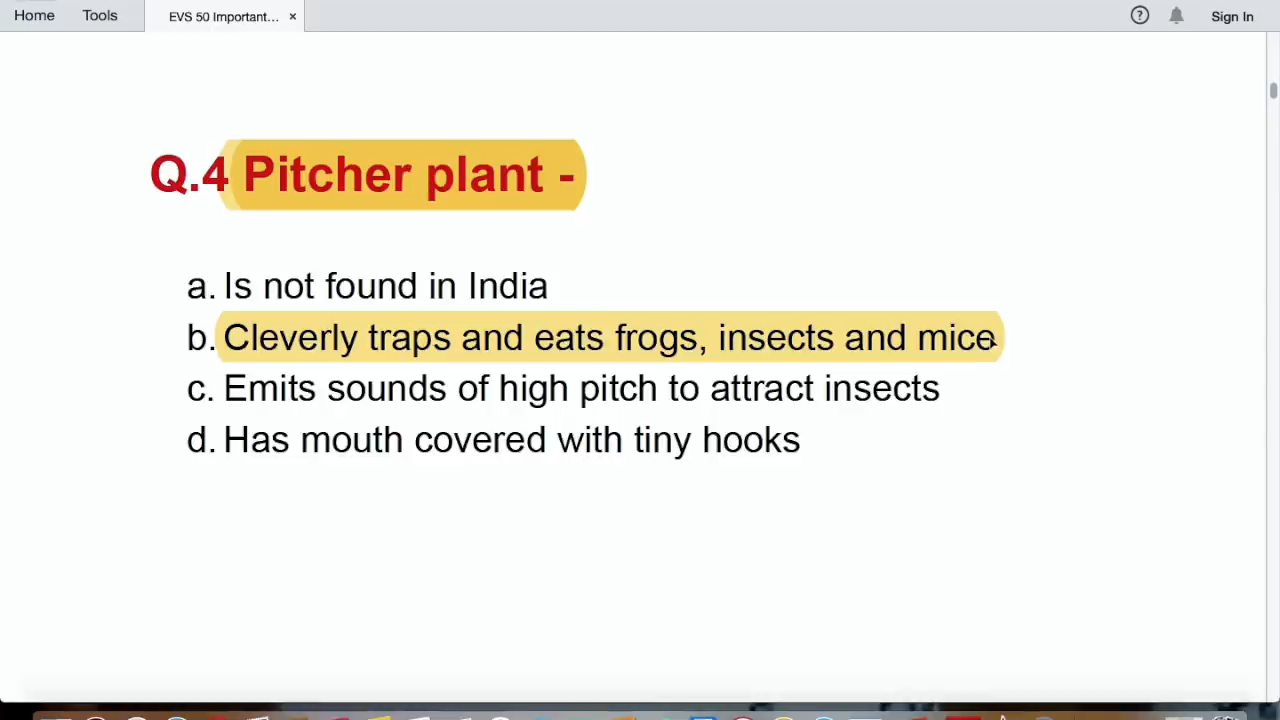 Home Tools EVS 50 Important... × ? Sign In
Q.4 Pitcher plant -
a. Is not found in India
b. Cleverly traps and eats frogs, insects and mice
c. Emits sounds of high pitch to attract insects
d. Has mouth covered with tiny hooks